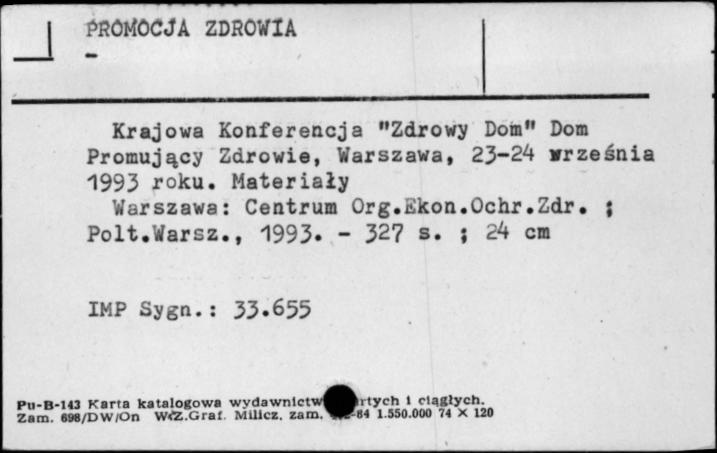 PROMOCJA ZDROWIA
-
Krajowa Konferencja "Zdrowy Dom" Dom
Promujący Zdrowie, Warszawa, 23-24 września
1993 roku. Materiały
Warszawa: Centrum Org.Ekon.Ochr.Zdr. ;
Polt.Warsz., 1993. - 327 s. ; 24 cm
IMP Sygn.: 33.655
Pu-B-143 Karta katalogowa wydawnictw i ciągłych.
Zam. 698/DW/On WZ.Graf. Milicz, zam. -84 1.550.000 74 X 120